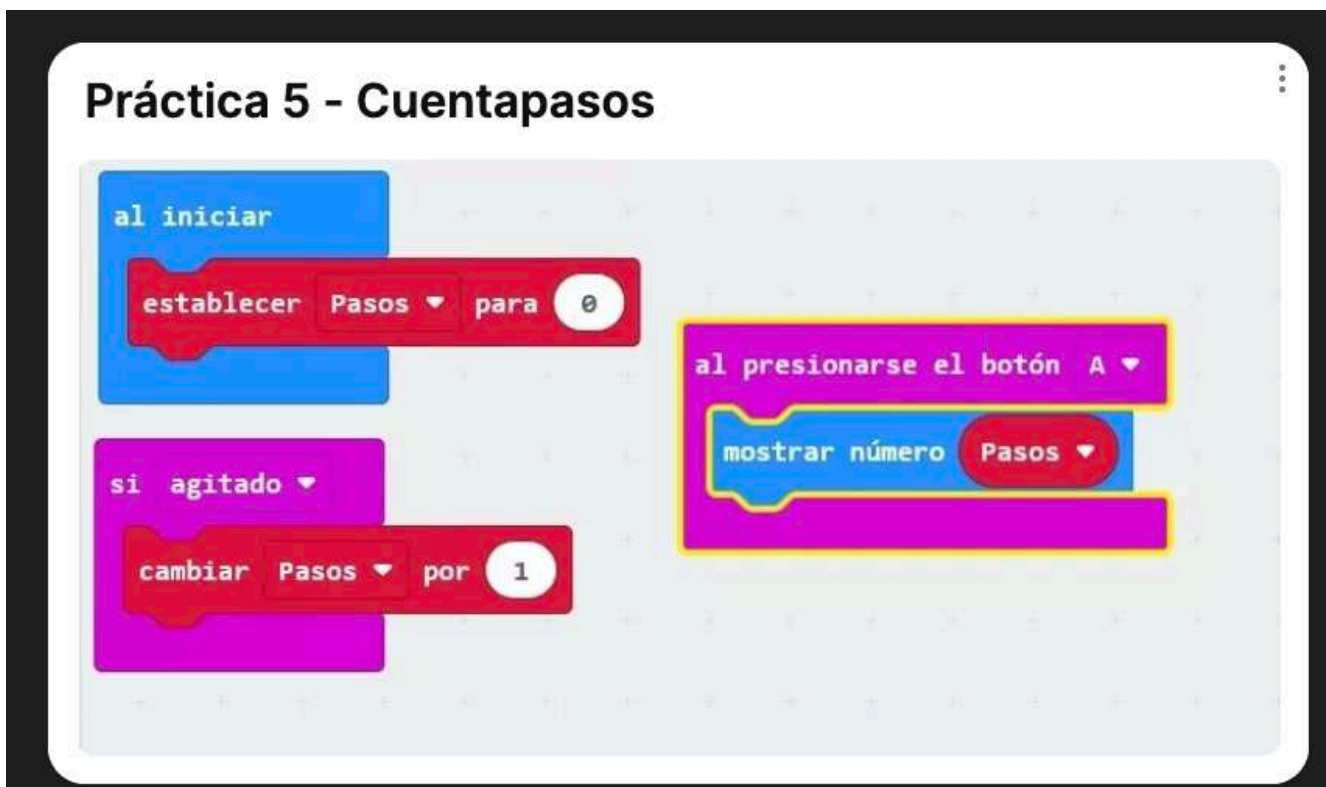 Práctica 5 - Cuentapasos
al iniciar
establecer Pasos para 0
si agitado
cambiar Pasos por 1
al presionarse el botón A
mostrar número Pasos